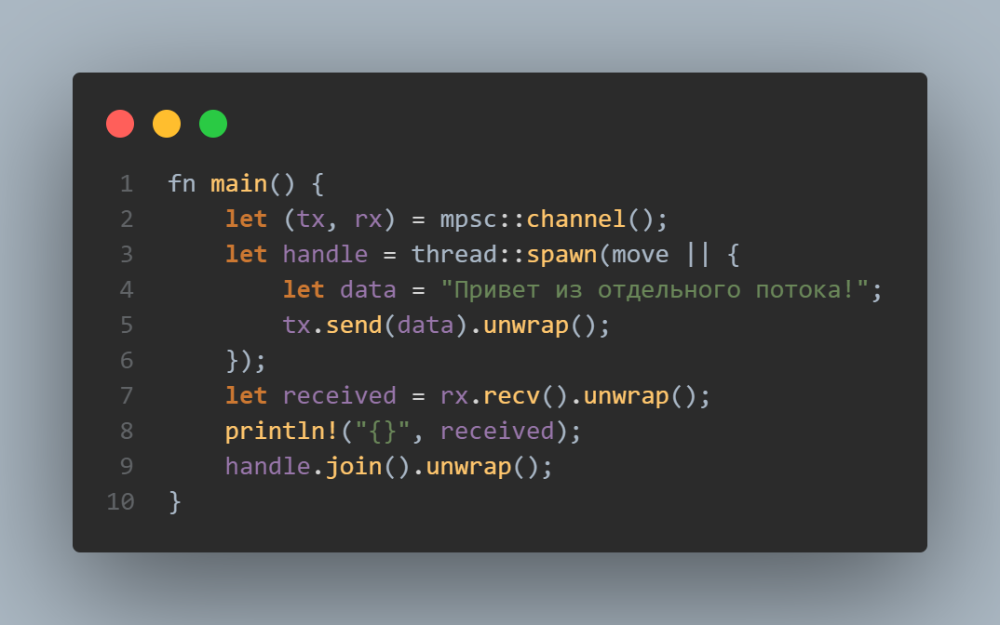 1 fn main() {
2     let (tx, rx) = mpsc::channel();
3     let handle = thread::spawn(move || {
4         let data = "Привет из отдельного потока!";
5         tx.send(data).unwrap();
6     });
7     let received = rx.recv().unwrap();
8     println!("{}", received);
9     handle.join().unwrap();
10 }